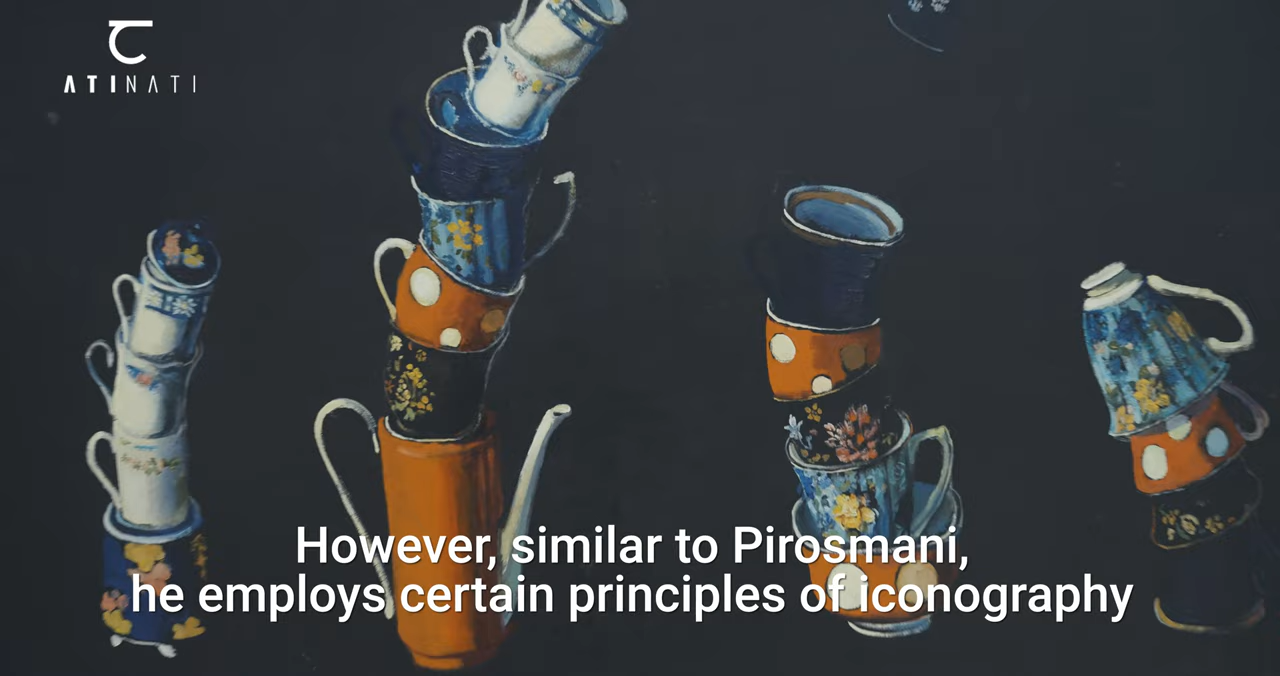 ATINATI
However, similar to Pirosmani,
he employs certain principles of iconography